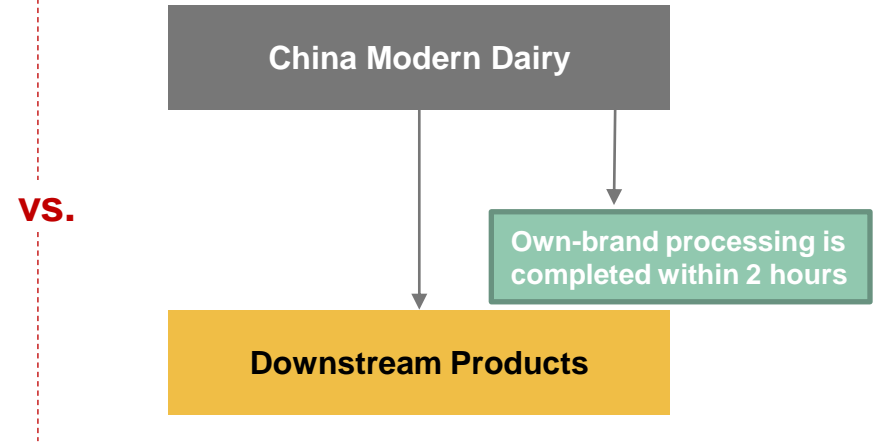 China Modern Dairy
vs.
Own-brand processing is
completed within 2 hours
Downstream Products